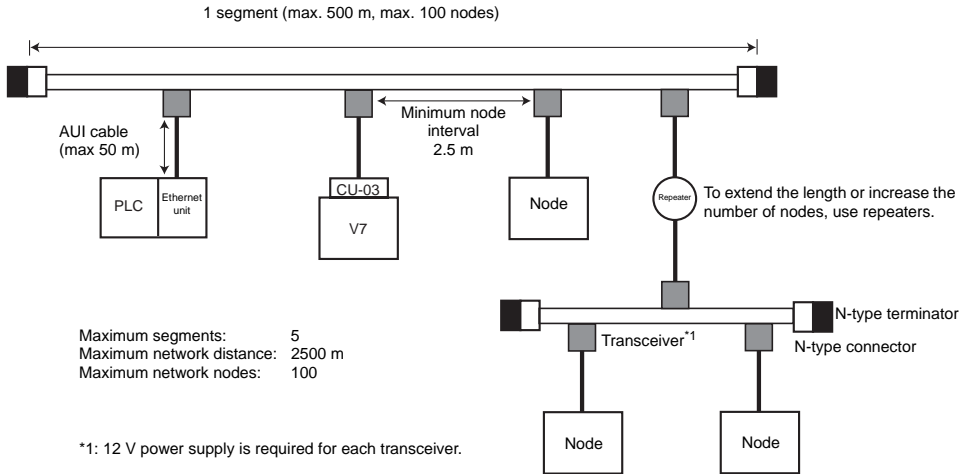 1 segment (max. 500 m, max. 100 nodes)
AUI cable
(max 50 m)
Minimum node
interval
2.5 m
PLC
Ethernet
unit
CU-03
V7
Node
Repeater
To extend the length or increase the
number of nodes, use repeaters.
N-type terminator
N-type connector
Transceiver*1
Maximum segments: 5
Maximum network distance: 2500 m
Maximum network nodes: 100
Node
Node
*1: 12 V power supply is required for each transceiver.